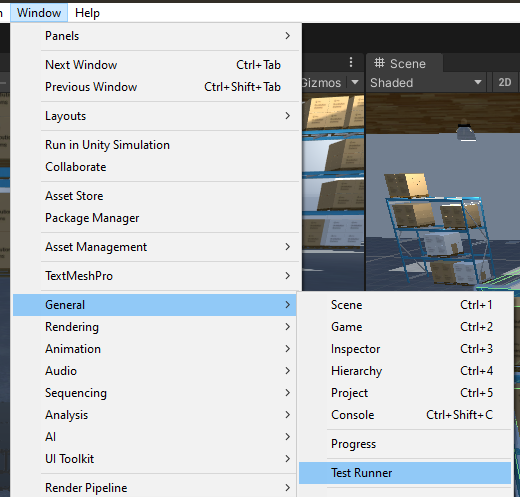 Window Help
Panels
Next Window Ctrl+Tab
Previous Window Ctrl+Shift+Tab
Gizmos
Scene
Shaded 2D
Layouts
Run in Unity Simulation
Collaborate
Asset Store
Package Manager
Asset Management
TextMeshPro
General
Rendering
Animation
Audio
Sequencing
Analysis
AI
UI Toolkit
Render Pipeline
Scene Ctrl+1
Game Ctrl+2
Inspector Ctrl+3
Hierarchy Ctrl+4
Project Ctrl+5
Console Ctrl+Shift+C
Progress
Test Runner